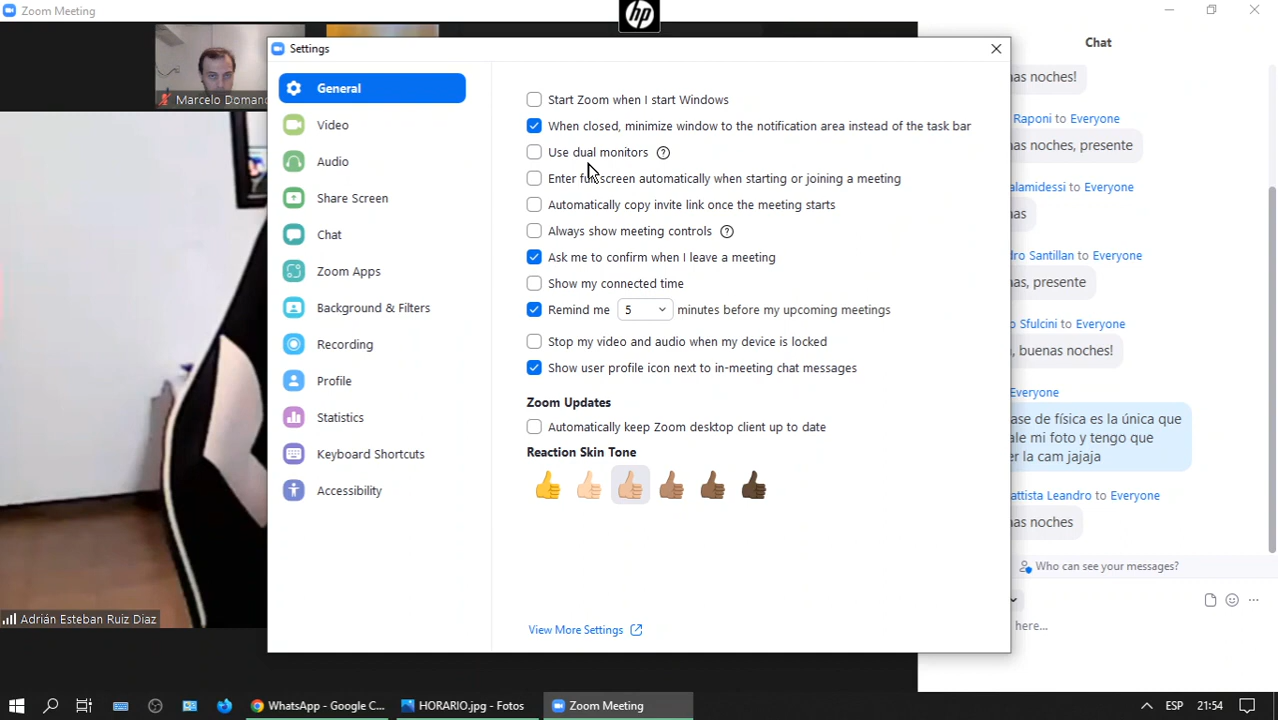 Zoom Meeting
hp
Marcelo Doman
Adrián Esteban Ruiz Diaz
Settings
General
Video
Audio
Share Screen
Chat
Zoom Apps
Background & Filters
Recording
Profile
Statistics
Keyboard Shortcuts
Accessibility
Start Zoom when I start Windows
When closed, minimize window to the notification area instead of the task bar
Use dual monitors ?
Enter full screen automatically when starting or joining a meeting
Automatically copy invite link once the meeting starts
Always show meeting controls ?
Ask me to confirm when I leave a meeting
Show my connected time
Remind me 5 minutes before my upcoming meetings
Stop my video and audio when my device is locked
Show user profile icon next to in-meeting chat messages
Zoom Updates
Automatically keep Zoom desktop client up to date
Reaction Skin Tone
View More Settings
Chat
nas noches!
Raponi to Everyone
nas noches, presente
alamidessi to Everyone
nas
dro Santillan to Everyone
as, presente
o Sfulcini to Everyone
, buenas noches!
Everyone
ase de física es la única que
ale mi foto y tengo que
er la cam jajaja
attista Leandro to Everyone
nas noches
Who can see your messages?
here...
WhatsApp - Google C...
HORARIO.jpg - Fotos
Zoom Meeting
ESP
21:54